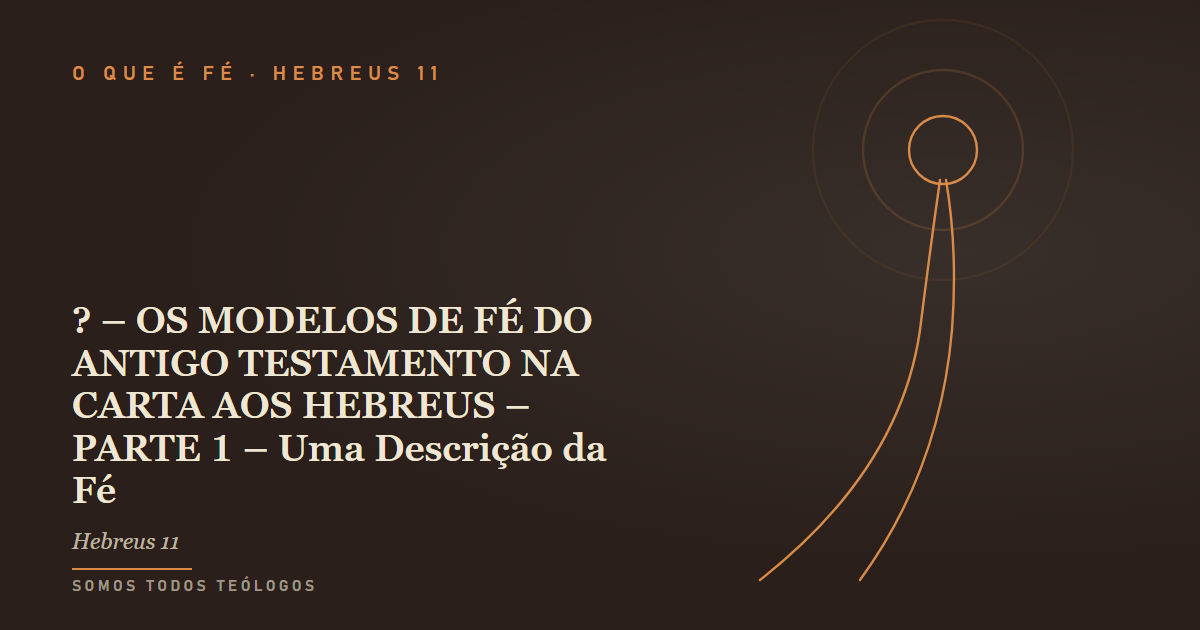 O QUE É FÉ · HEBREUS 11
? – OS MODELOS DE FÉ DO
ANTIGO TESTAMENTO NA
CARTA AOS HEBREUS –
PARTE 1 – Uma Descrição da
Fé
Hebreus 11
SOMOS TODOS TEÓLOGOS